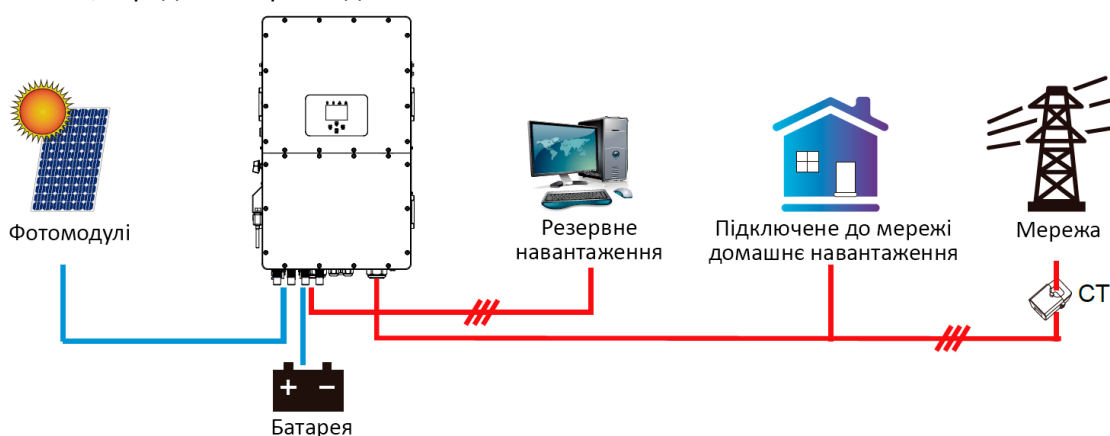 Фотомодулі
Резервне
навантаження
Підключене до мережі
домашнє навантаження
Мережа
CT
Батарея